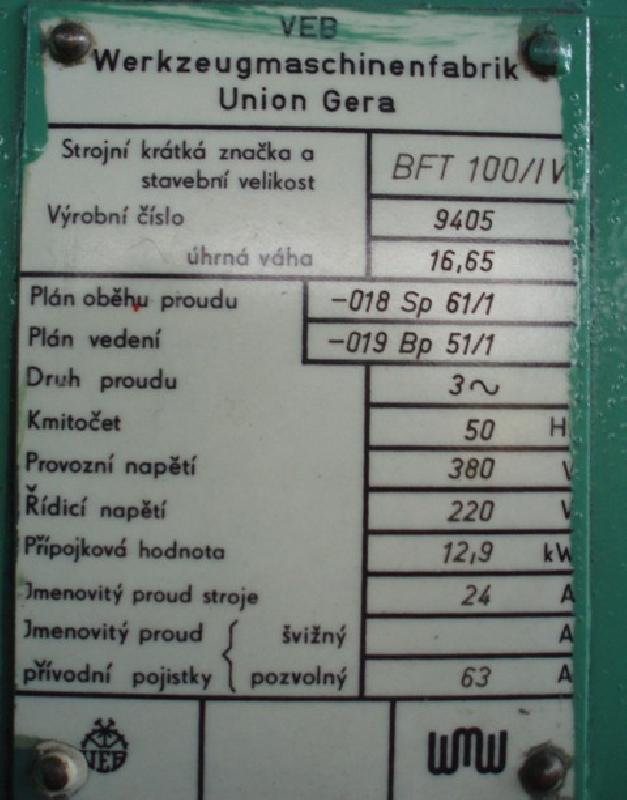 VEB
Werkzeugmaschinenfabrik
Union Gera
Strojní krátká značka a
stavební velikost BFT 100/IV
Výrobní číslo 9405
úhrná váha 16,65
Plán oběhu proudu -018 Sp 61/1
Plán vedení -019 Bp 51/1
Druh proudu 3~
Kmitočet 50 H
Provozní napětí 380 V
Řídicí napětí 220 V
Přípojková hodnota 12,9 kW
Jmenovitý proud stroje 24 A
Jmenovitý proud { švižný A
přívodní pojistky pozvolný 63 A
VEB WMW